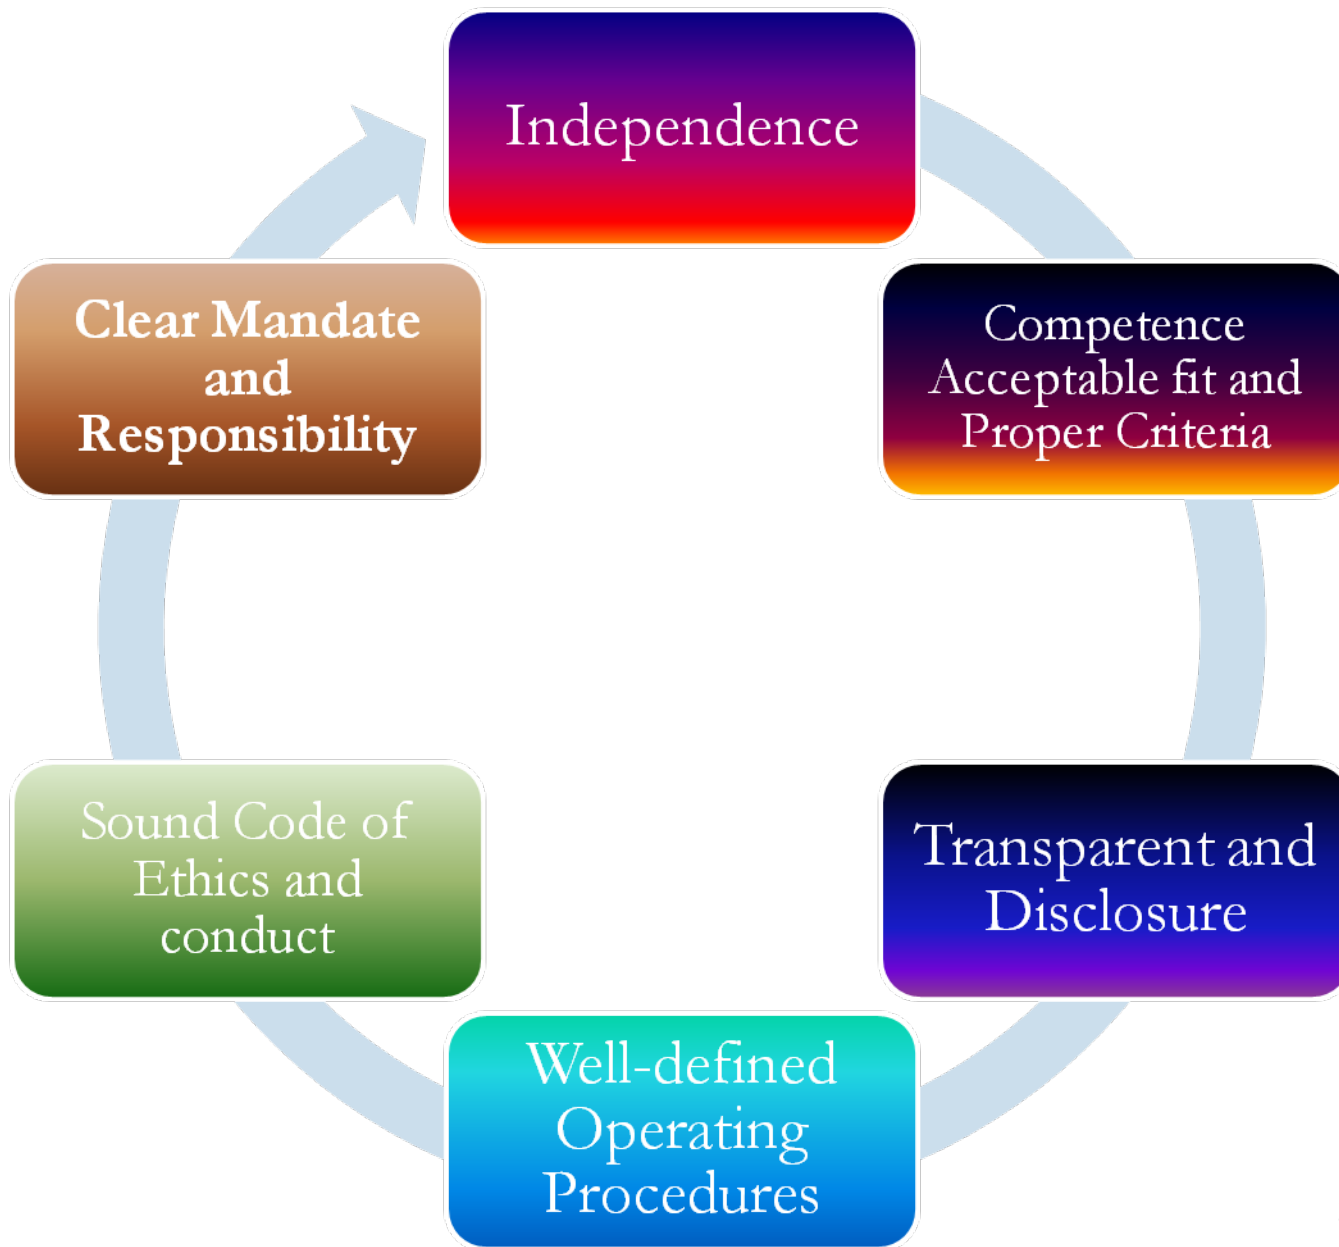 Independence
Competence
Acceptable fit and
Proper Criteria
Transparent and
Disclosure
Well-defined
Operating
Procedures
Sound Code of
Ethics and
conduct
Clear Mandate
and
Responsibility